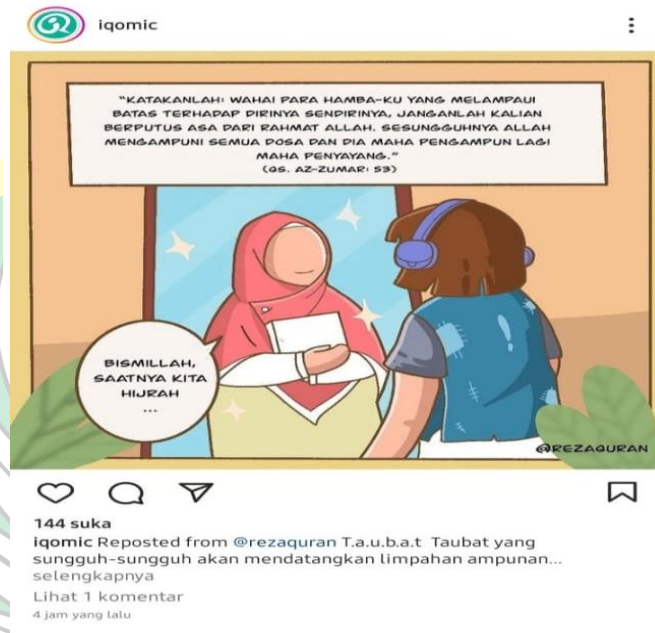 iqomic
"KATAKANLAH: WAHAI PARA HAMBA-KU YANG MELAMPAUI
BATAS TERHADAP DIRINYA SENDIRINYA, JANGANLAH KALIAN
BERPUTUS ASA DARI RAHMAT ALLAH. SESUNGGUHNYA ALLAH
MENGAMPUNI SEMUA DOSA DAN DIA MAHA PENGAMPUN LAGI
MAHA PENYAYANG."
(QS. AZ-ZUMAR: 53)
BISMILLAH,
SAATNYA KITA
HIJRAH
...
@REZAQURAN
144 suka
iqomic Reposted from @rezaquran T.a.u.b.a.t Taubat yang
sungguh-sungguh akan mendatangkan limpahan ampunan...
selengkapnya
Lihat 1 komentar
4 jam yang lalu